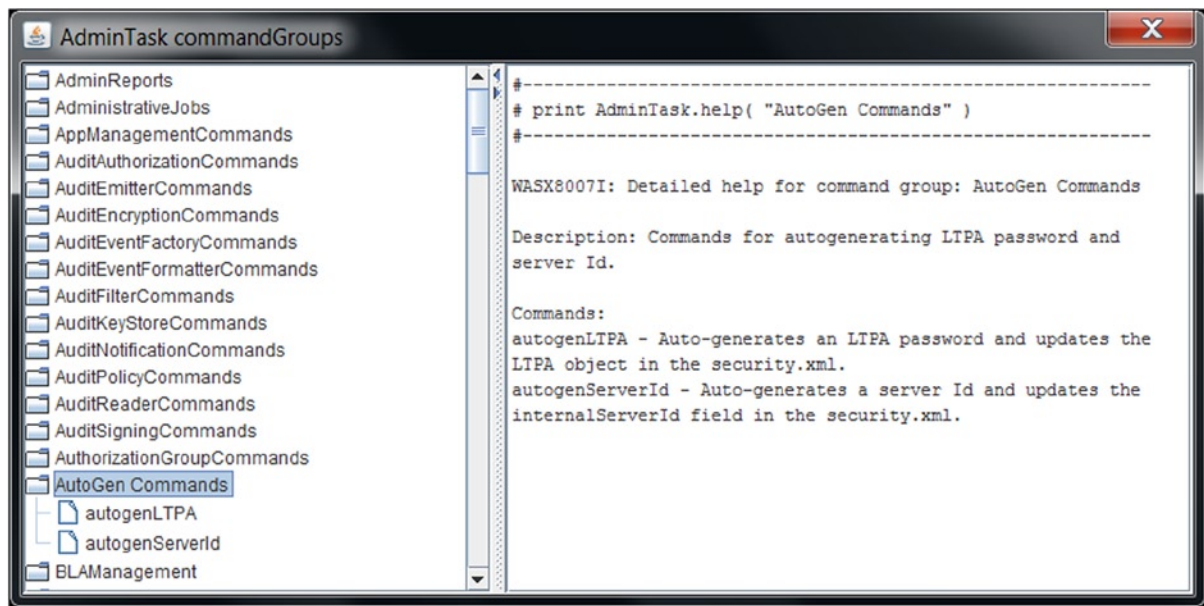 AdminTask commandGroups
AdminReports
AdministrativeJobs
AppManagementCommands
AuditAuthorizationCommands
AuditEmitterCommands
AuditEncryptionCommands
AuditEventFactoryCommands
AuditEventFormatterCommands
AuditFilterCommands
AuditKeyStoreCommands
AuditNotificationCommands
AuditPolicyCommands
AuditReaderCommands
AuditSigningCommands
AuthorizationGroupCommands
AutoGen Commands
autogenLTPA
autogenServerId
BLAManagement
#------------------------------------------------------------
# print AdminTask.help( "AutoGen Commands" )
#------------------------------------------------------------
WASX8007I: Detailed help for command group: AutoGen Commands
Description: Commands for autogenerating LTPA password and
server Id.
Commands:
autogenLTPA - Auto-generates an LTPA password and updates the
LTPA object in the security.xml.
autogenServerId - Auto-generates a server Id and updates the
internalServerId field in the security.xml.